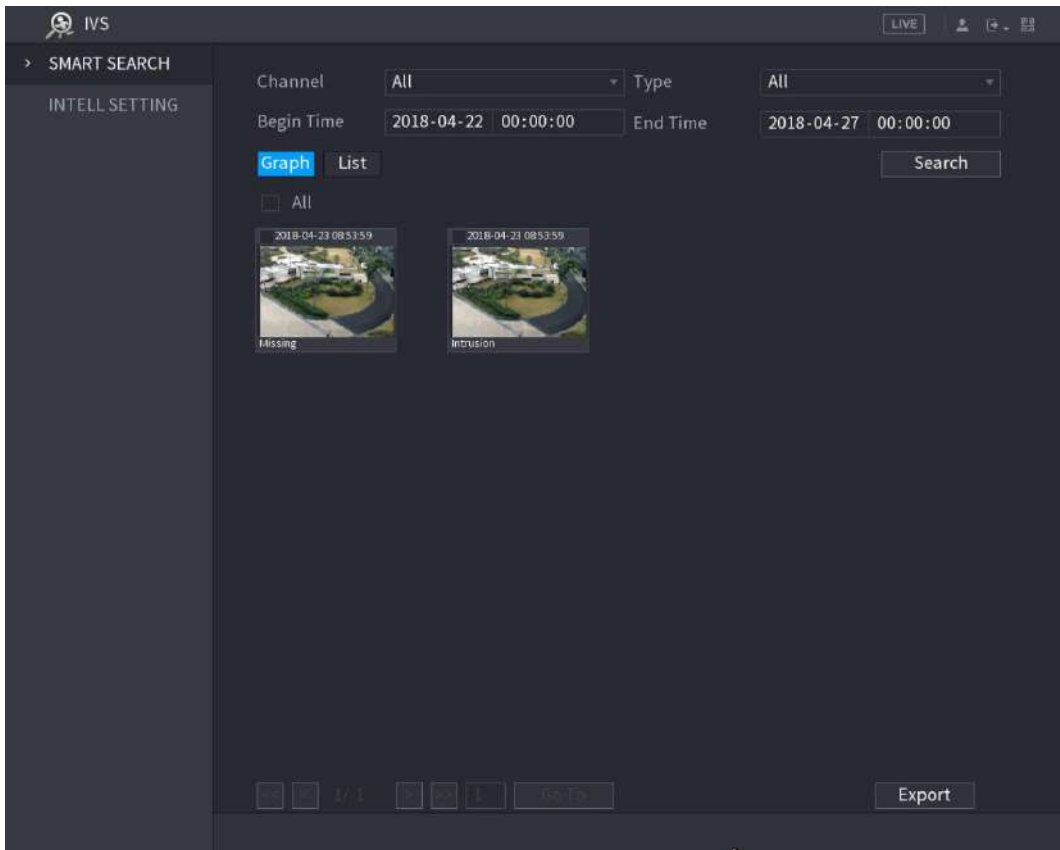 IVS LIVE
SMART SEARCH
INTELL SETTING
Channel All Type All
Begin Time 2018-04-22 00:00:00 End Time 2018-04-27 00:00:00
Graph List Search
All
2018-04-23 08:53:59 2018-04-23 08:53:59
Missing Intrusion
<< < 1/ 1 > >> 1 Go To Export